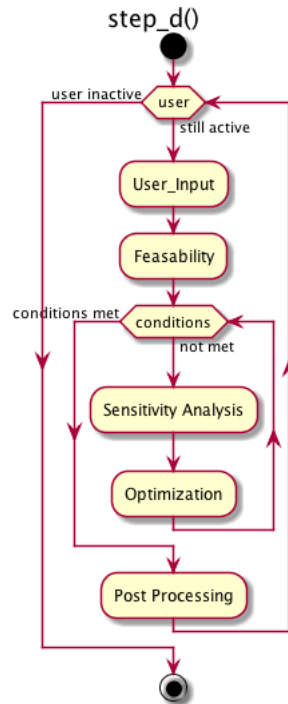 step_d()
user inactive
user
still active
User_Input
Feasability
conditions met
conditions
not met
Sensitivity Analysis
Optimization
Post Processing